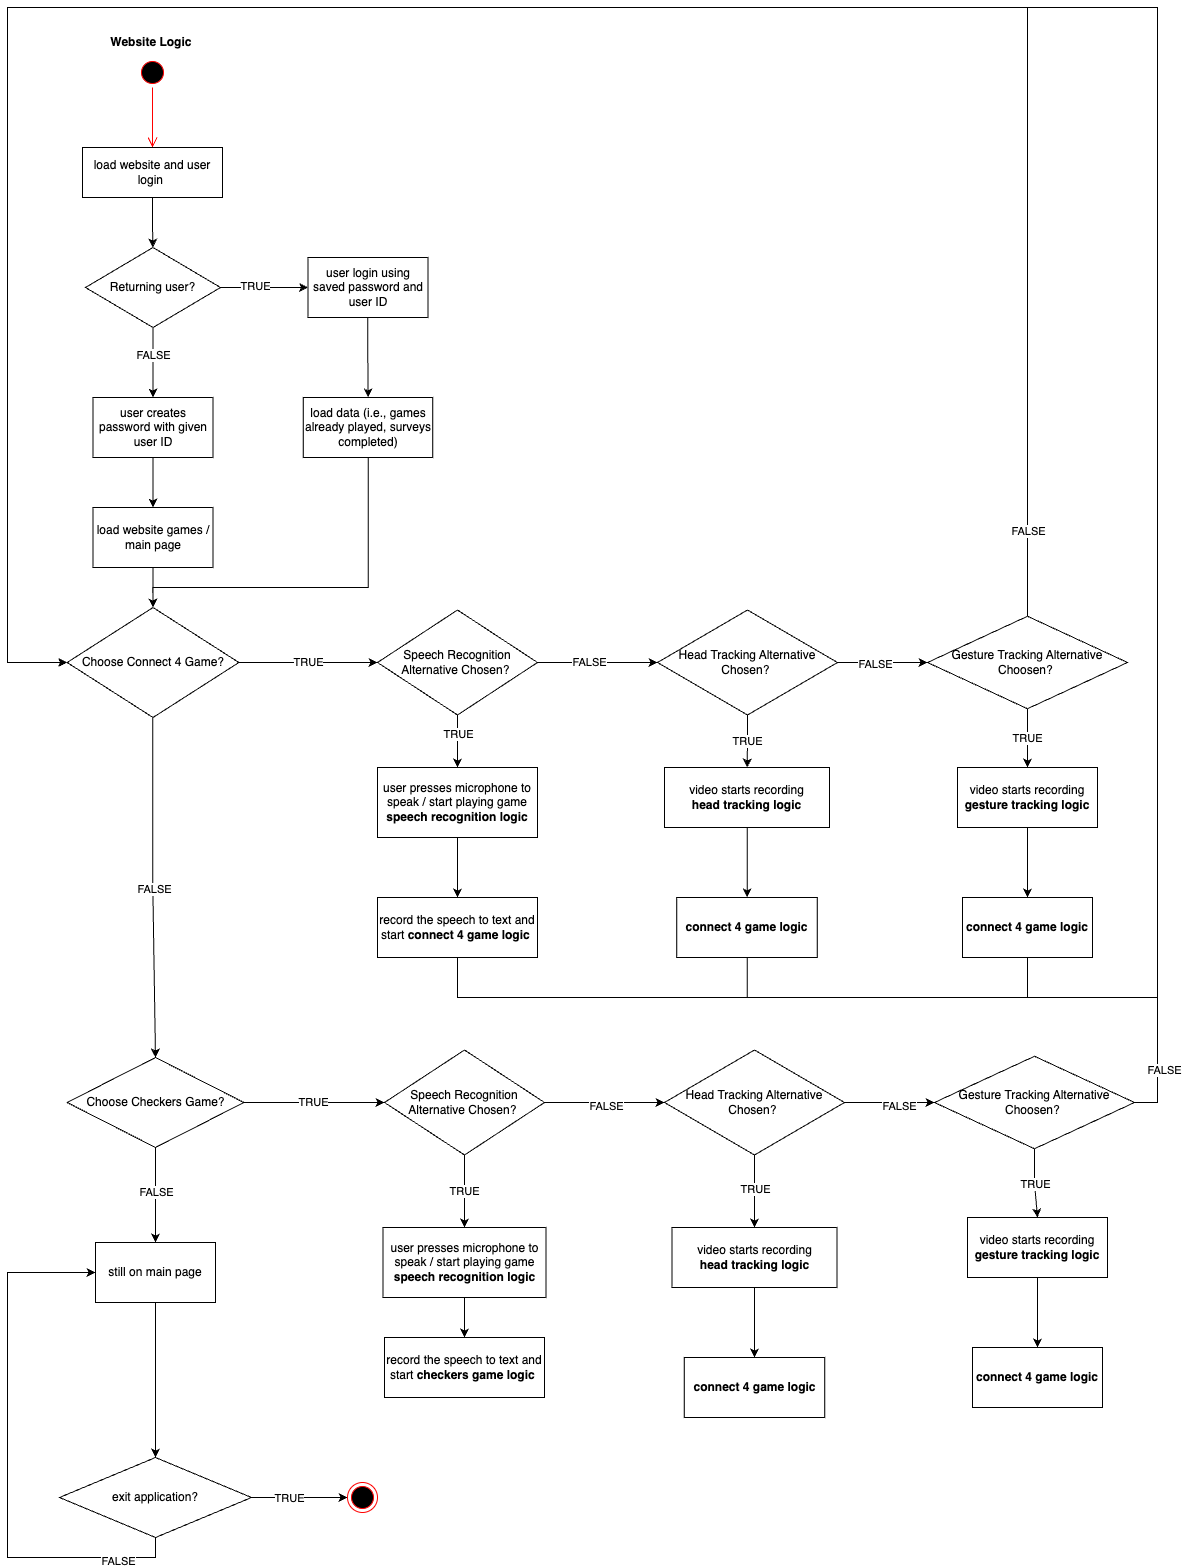 Website Logic
load website and user
login
Returning user?
TRUE
user login using
saved password and
user ID
FALSE
user creates
password with given
user ID
load data (i.e., games
already played, surveys
completed)
load website games /
main page
FALSE
Choose Connect 4 Game?
TRUE
Speech Recognition
Alternative Chosen?
FALSE
Head Tracking Alternative
Chosen?
FALSE
Gesture Tracking Alternative
Choosen?
TRUE
TRUE
TRUE
user presses microphone to
speak / start playing game
speech recognition logic
video starts recording
head tracking logic
video starts recording
gesture tracking logic
FALSE
record the speech to text and
start connect 4 game logic
connect 4 game logic
connect 4 game logic
FALSE
Choose Checkers Game?
TRUE
Speech Recognition
Alternative Chosen?
FALSE
Head Tracking Alternative
Chosen?
FALSE
Gesture Tracking Alternative
Choosen?
FALSE
TRUE
TRUE
TRUE
still on main page
user presses microphone to
speak / start playing game
speech recognition logic
video starts recording
head tracking logic
video starts recording
gesture tracking logic
record the speech to text and
start checkers game logic
connect 4 game logic
connect 4 game logic
exit application?
TRUE
FALSE